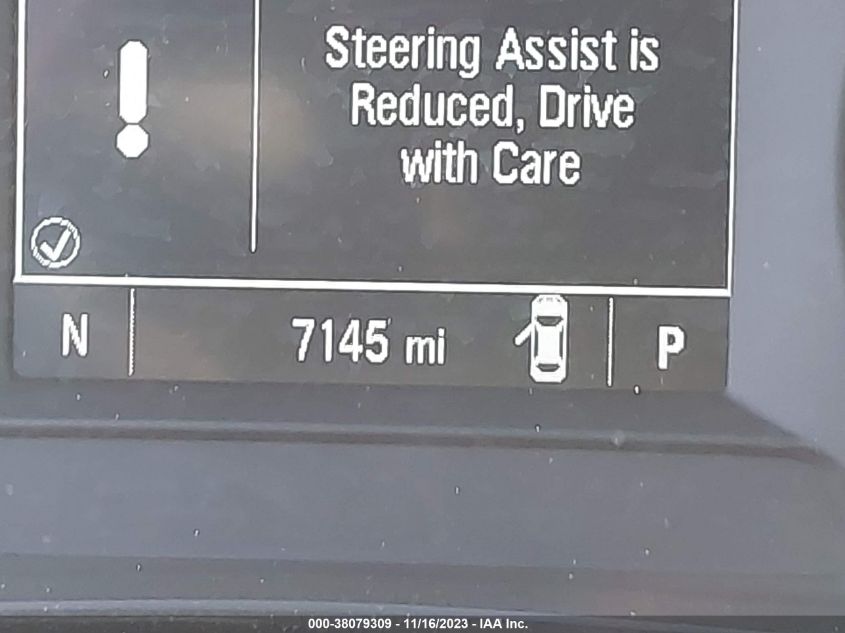 Steering Assist is
Reduced, Drive
with Care
N 7145 mi P
000-38079309 - 11/16/2023 - IAA Inc.